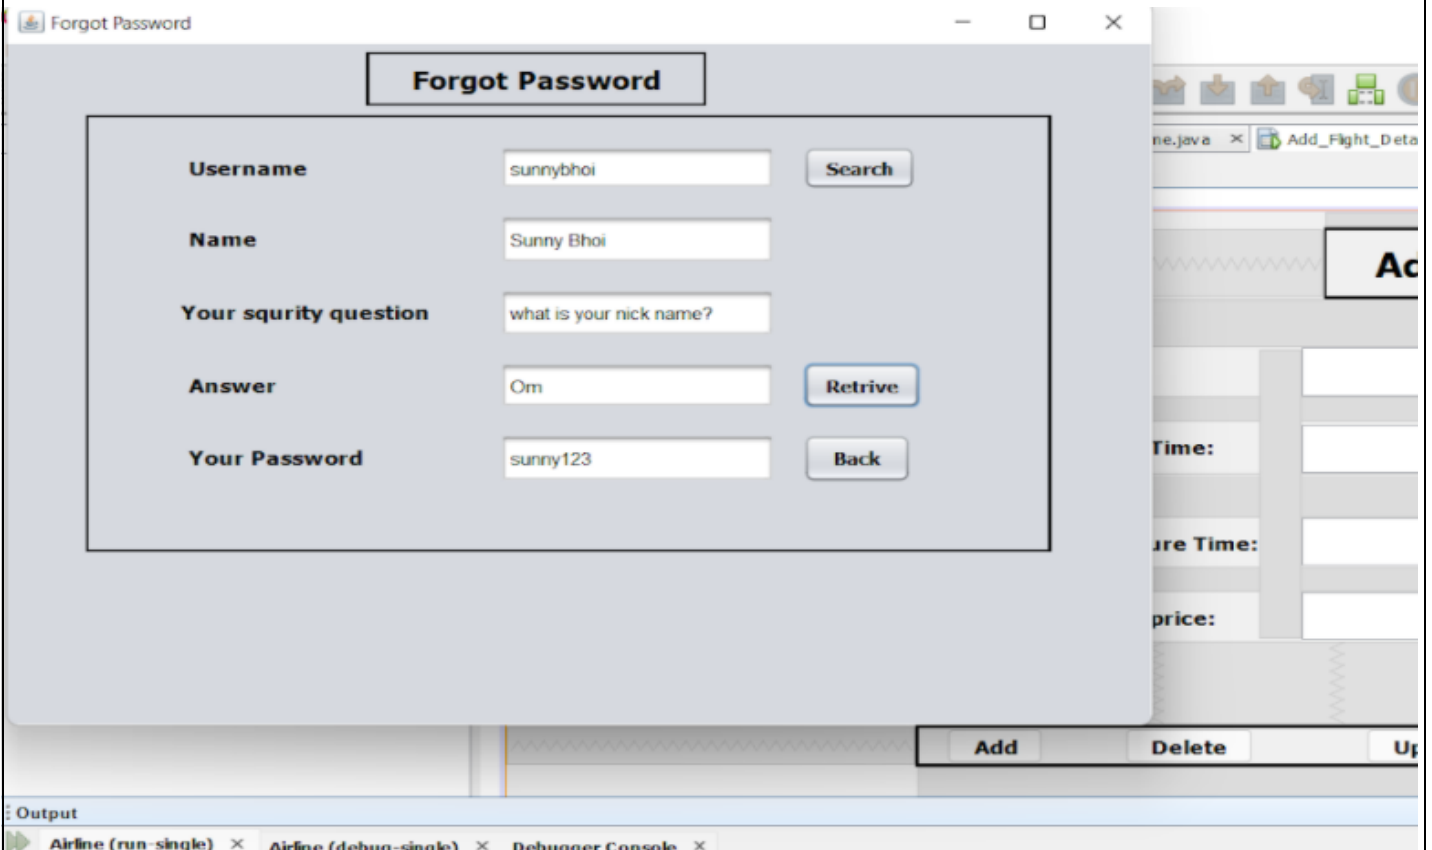 Forgot Password
Forgot Password
Username sunnybhoi Search
Name Sunny Bhoi
Your squrity question what is your nick name?
Answer Om Retrive
Your Password sunny123 Back
ne.java × Add_Flight_Deta
Ad
Time:
ure Time:
price:
Add Delete Up
Output
Airline (run-single) × Airline (debug-single) × Debugger Console ×